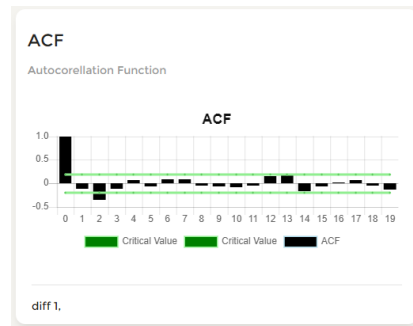 ACF
Autocorellation Function
ACF
1.0
0.5
0
-0.5
0 1 2 3 4 5 6 7 8 9 10 11 12 13 14 15 16 17 18 19
Critical Value Critical Value ACF
diff 1,